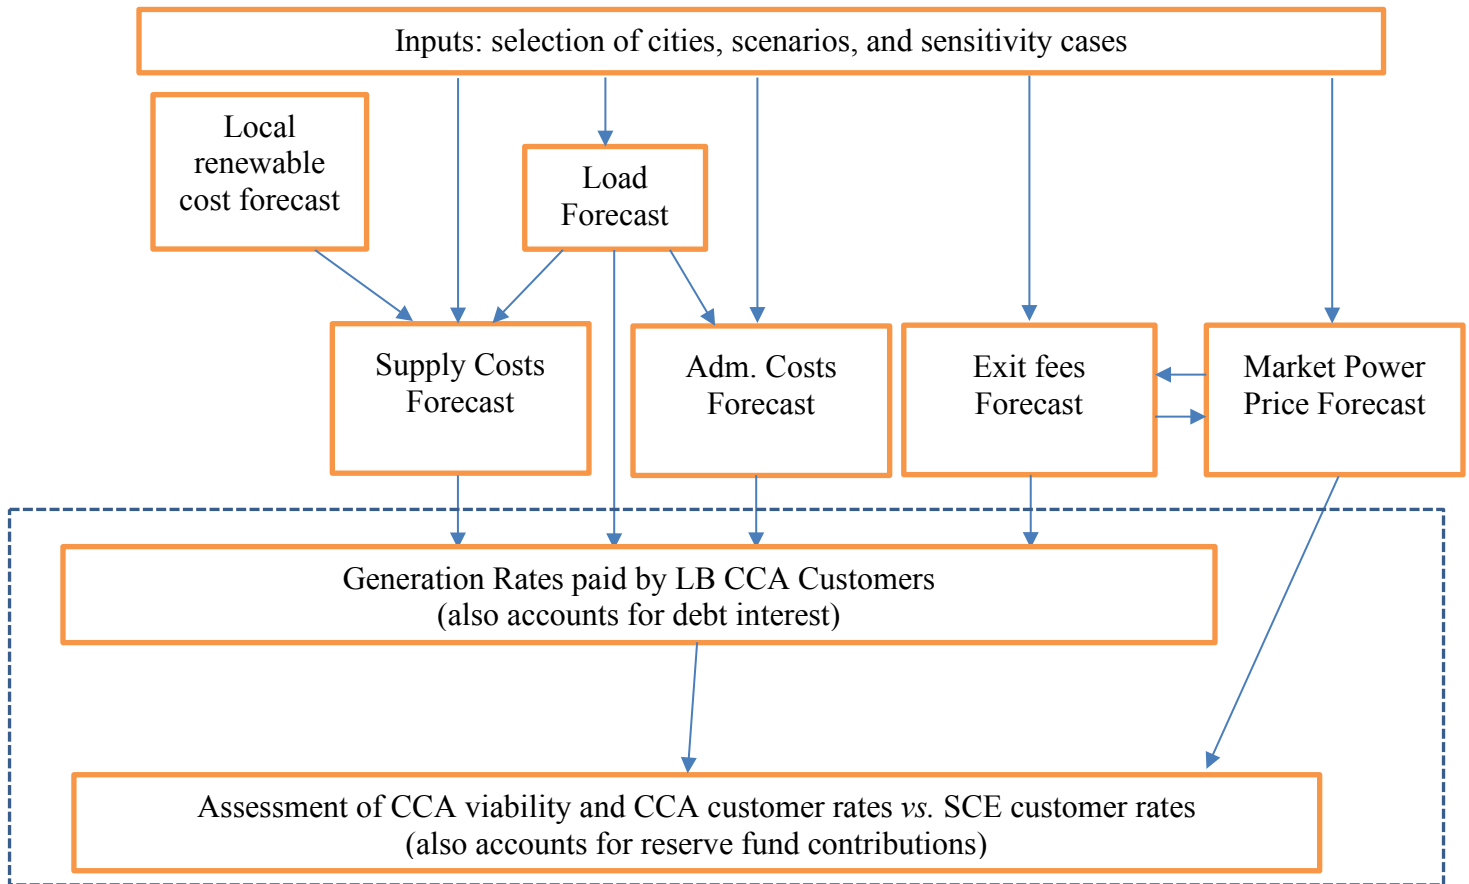 Inputs: selection of cities, scenarios, and sensitivity cases
Local
renewable
cost forecast
Load
Forecast
Supply Costs
Forecast
Adm. Costs
Forecast
Exit fees
Forecast
Market Power
Price Forecast
Generation Rates paid by LB CCA Customers
(also accounts for debt interest)
Assessment of CCA viability and CCA customer rates vs. SCE customer rates
(also accounts for reserve fund contributions)